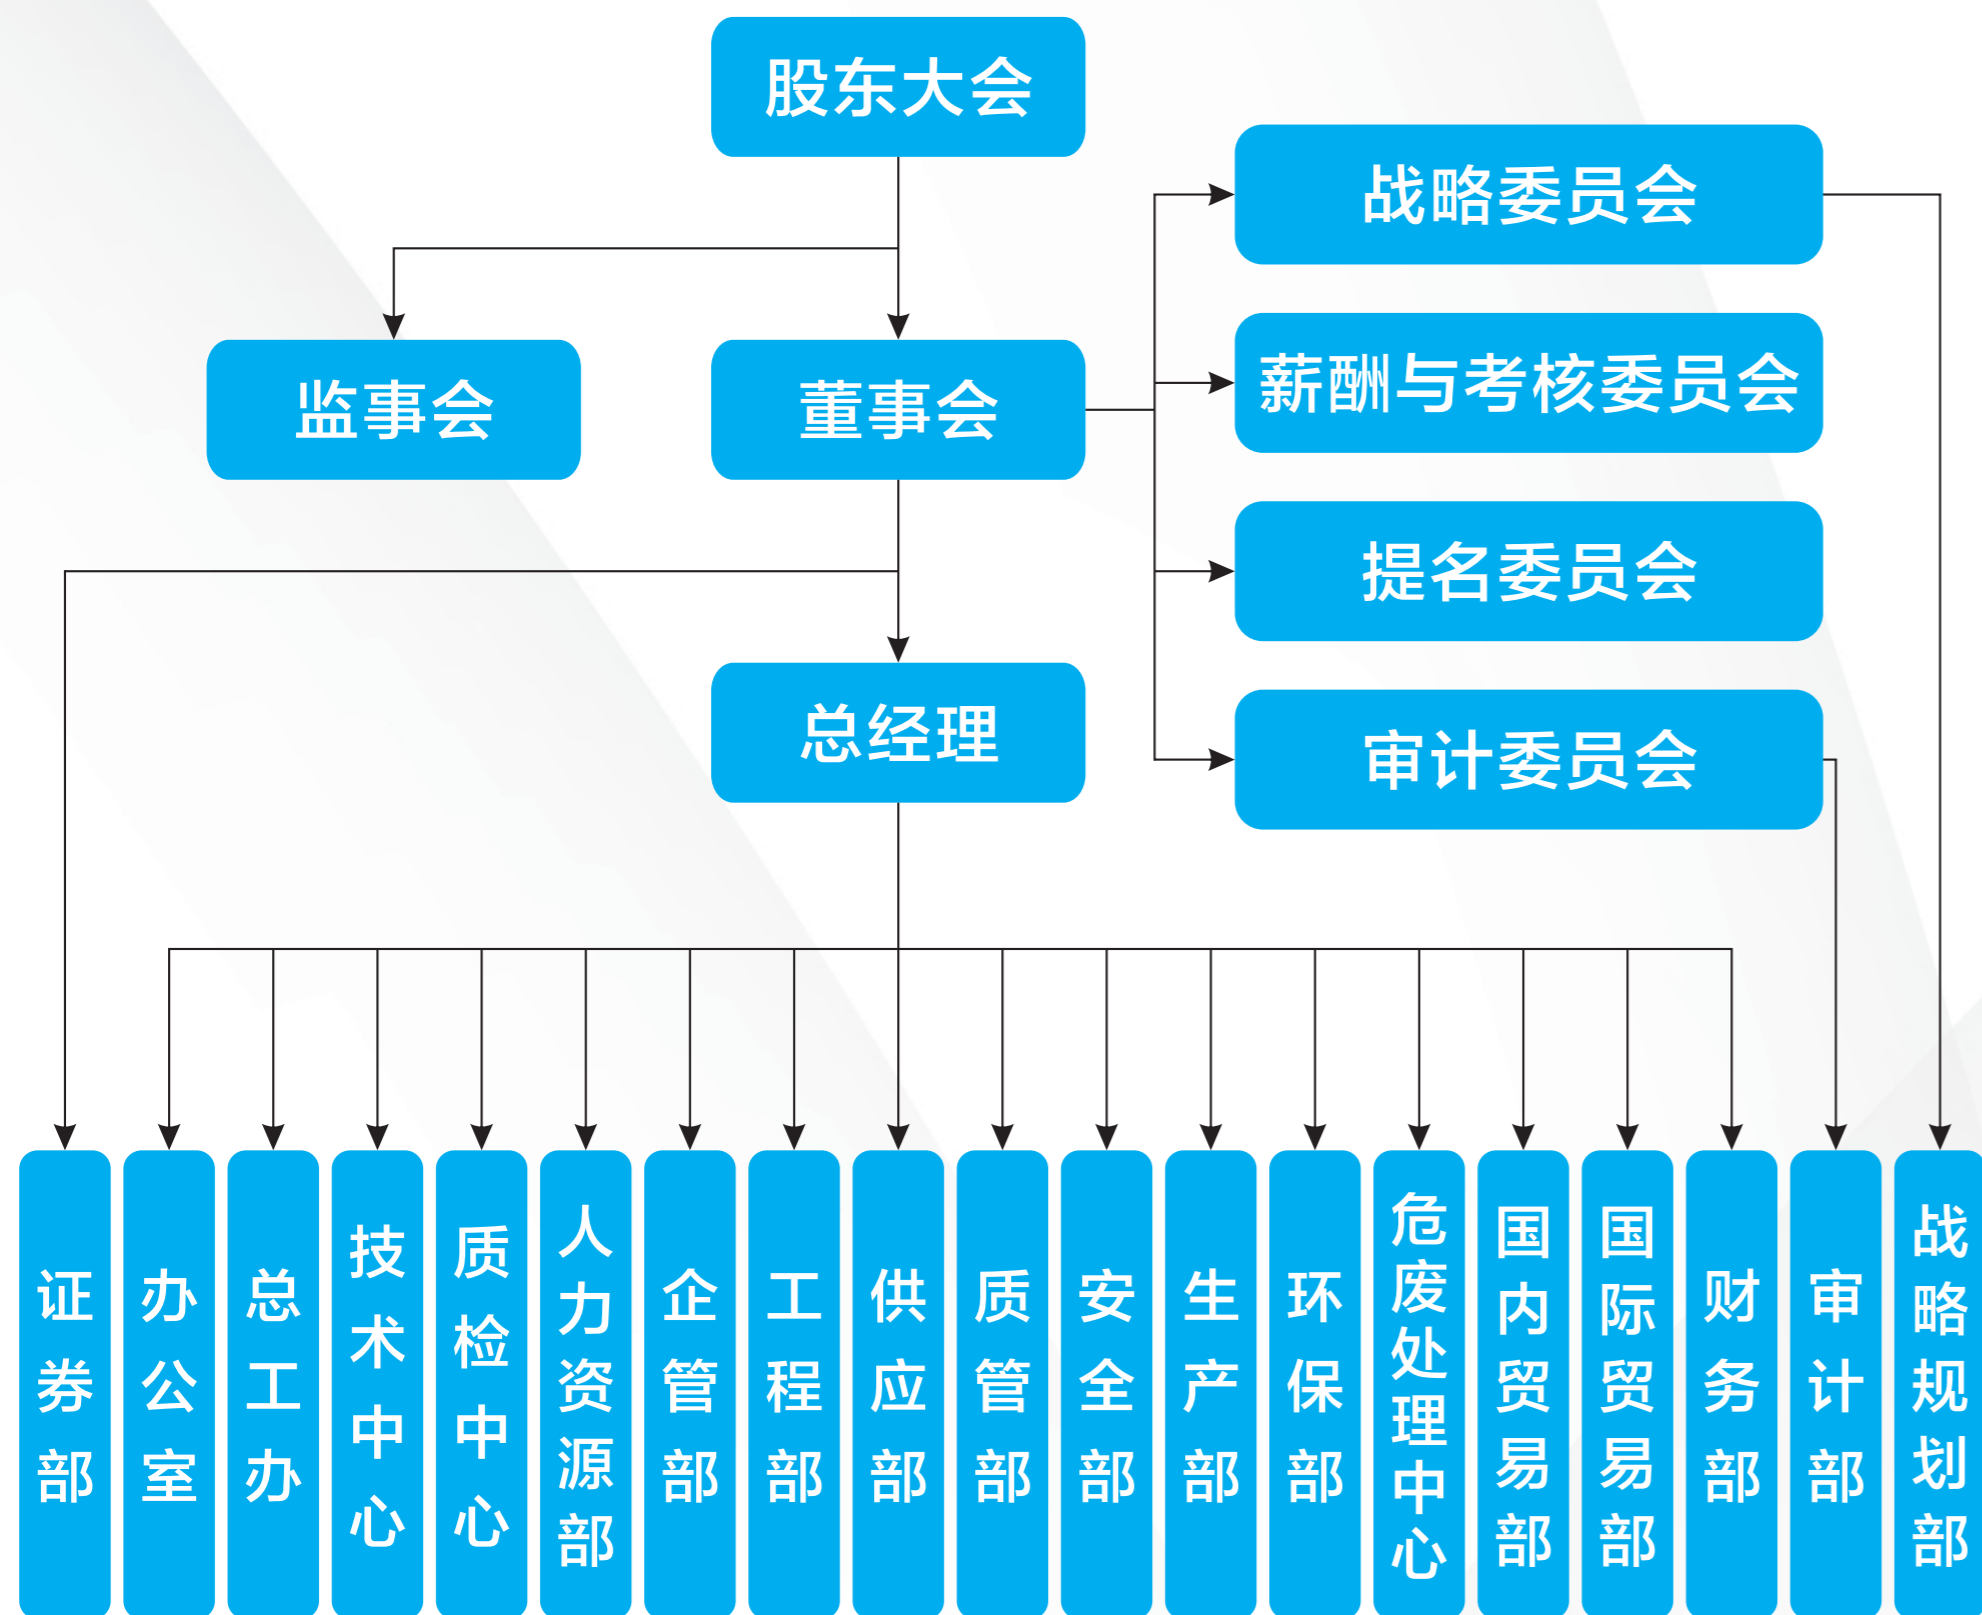 股东大会
战略委员会
监事会
董事会
薪酬与考核委员会
提名委员会
总经理
审计委员会
证券部
办公室
总工办
技术中心
质检中心
人力资源部
企管部
工程部
供应部
质管部
安全部
生产部
环保部
危废处理中心
国内贸易部
国际贸易部
财务部
审计部
战略规划部